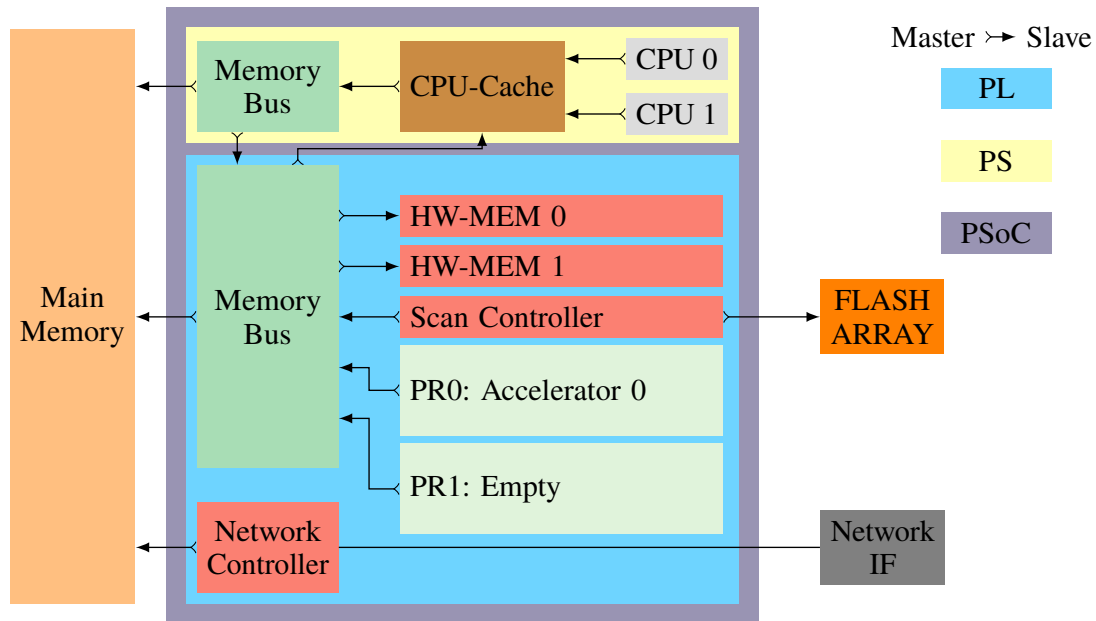 Main
Memory
Memory
Bus
CPU-Cache
CPU 0
CPU 1
Memory
Bus
HW-MEM 0
HW-MEM 1
Scan Controller
PR0: Accelerator 0
PR1: Empty
Network
Controller
Master Slave
PL
PS
PSoC
FLASH
ARRAY
Network
IF